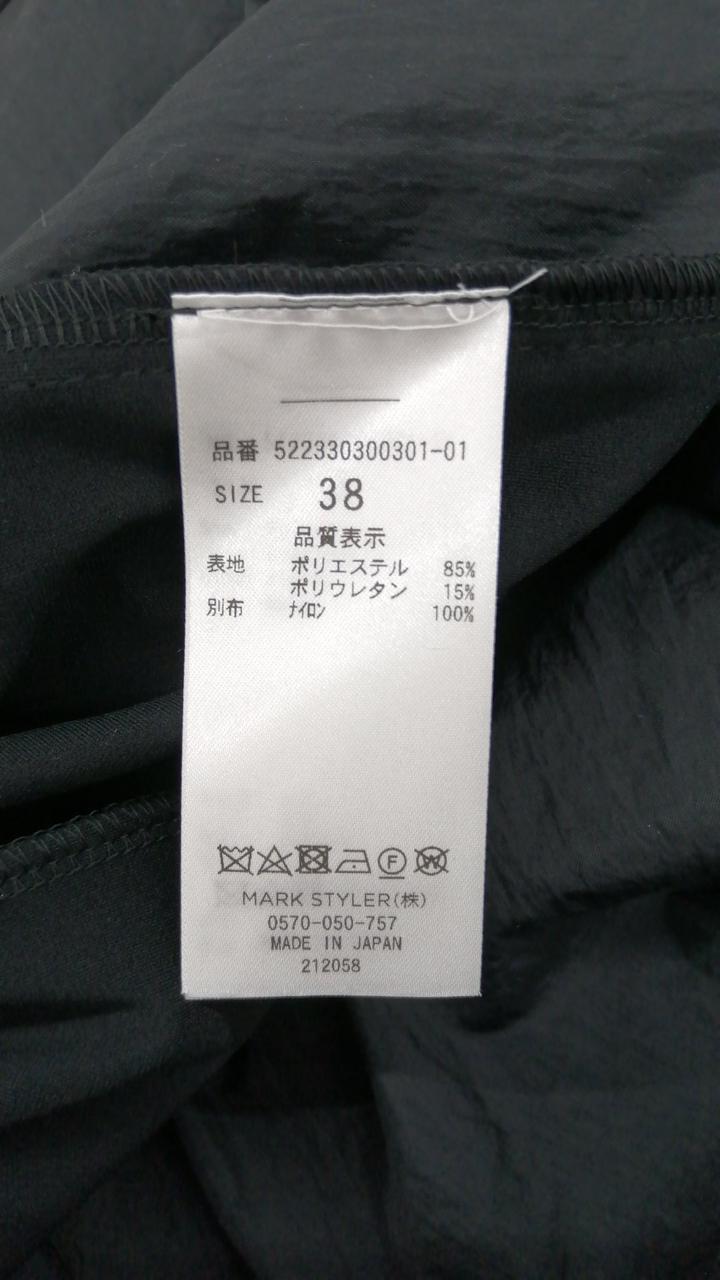 品番 522330300301-01
SIZE 38
品質表示
表地 ポリエステル 85%
ポリウレタン 15%
別布 ﾅｲﾛﾝ 100%
F W
MARK STYLER(株)
0570-050-757
MADE IN JAPAN
212058